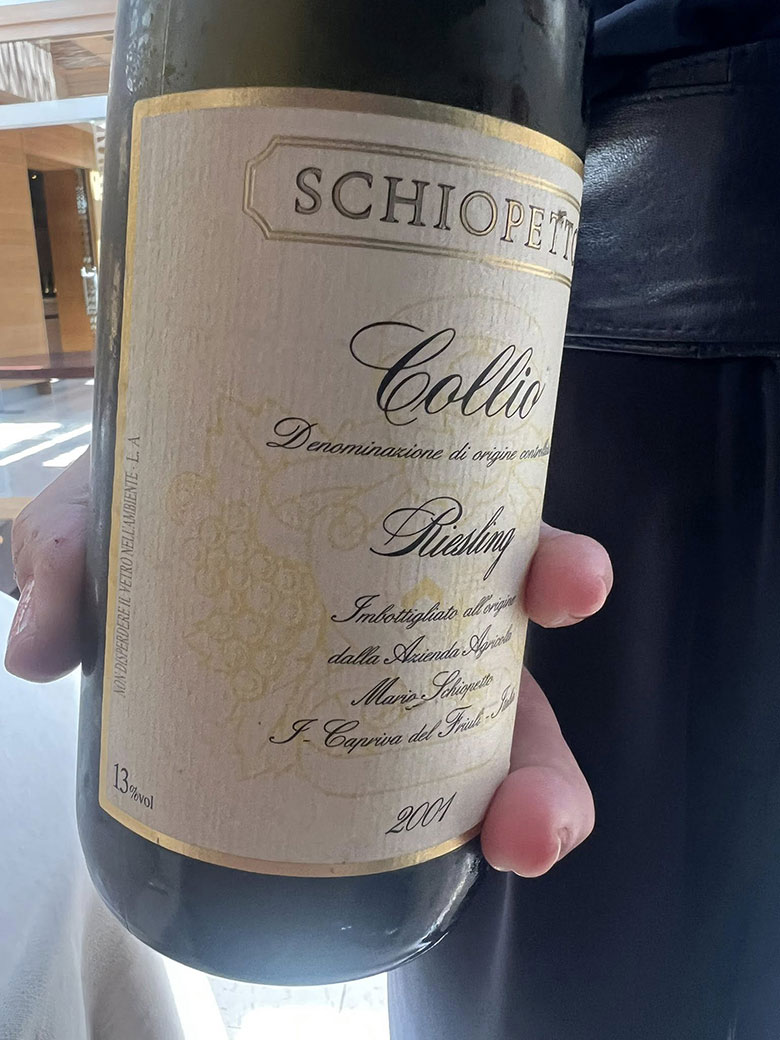 SCHIOPETTO
Collio
Denominazione di origine controllata
Riesling
Imbottigliato all'origine
dalla Azienda Agricola
Mario Schiopetto
I - Capriva del Friuli - Italia
2001
13%vol
NON DISPERDERE IL VETRO NELL'AMBIENTE - L. A